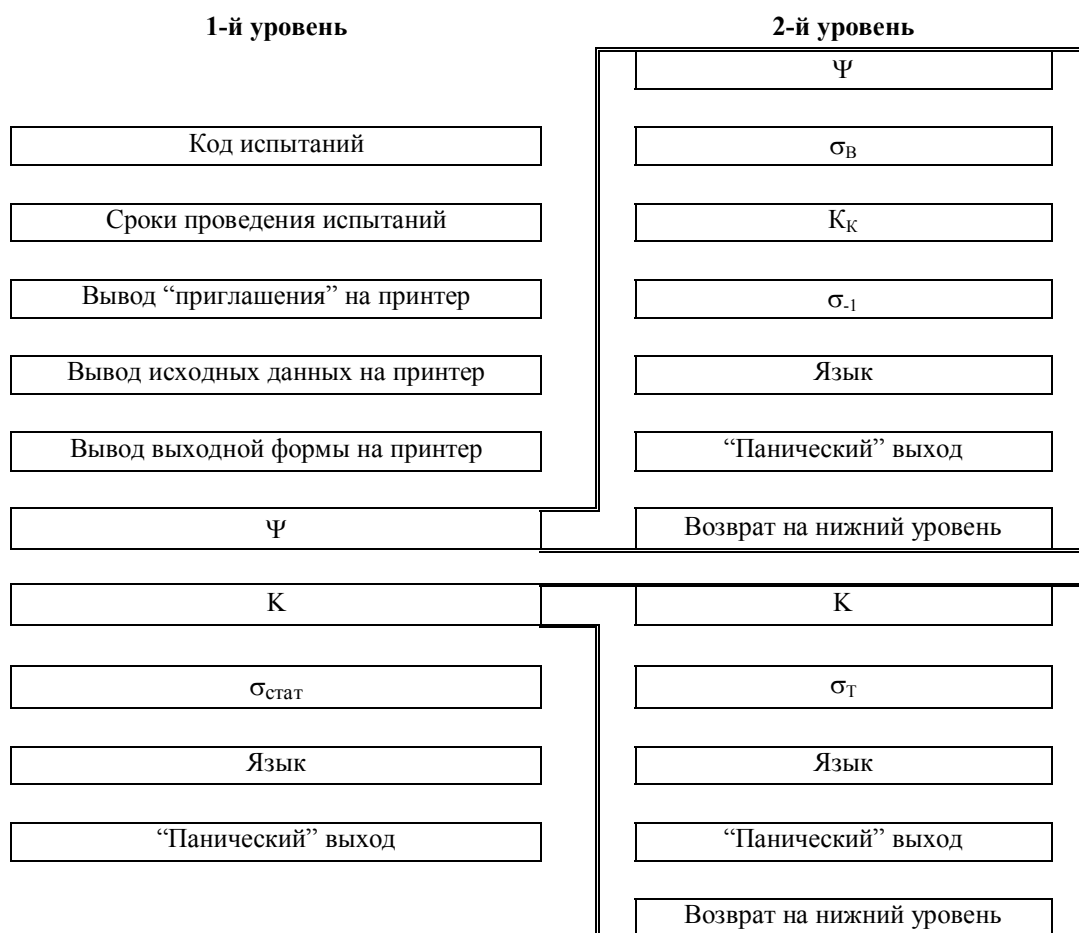 1-й уровень
Код испытаний
Сроки проведения испытаний
Вывод “приглашения” на принтер
Вывод исходных данных на принтер
Вывод выходной формы на принтер
Ψ
K
σстат
Язык
“Панический” выход
2-й уровень
Ψ
σВ
КК
σ-1
Язык
“Панический” выход
Возврат на нижний уровень
K
σТ
Язык
“Панический” выход
Возврат на нижний уровень